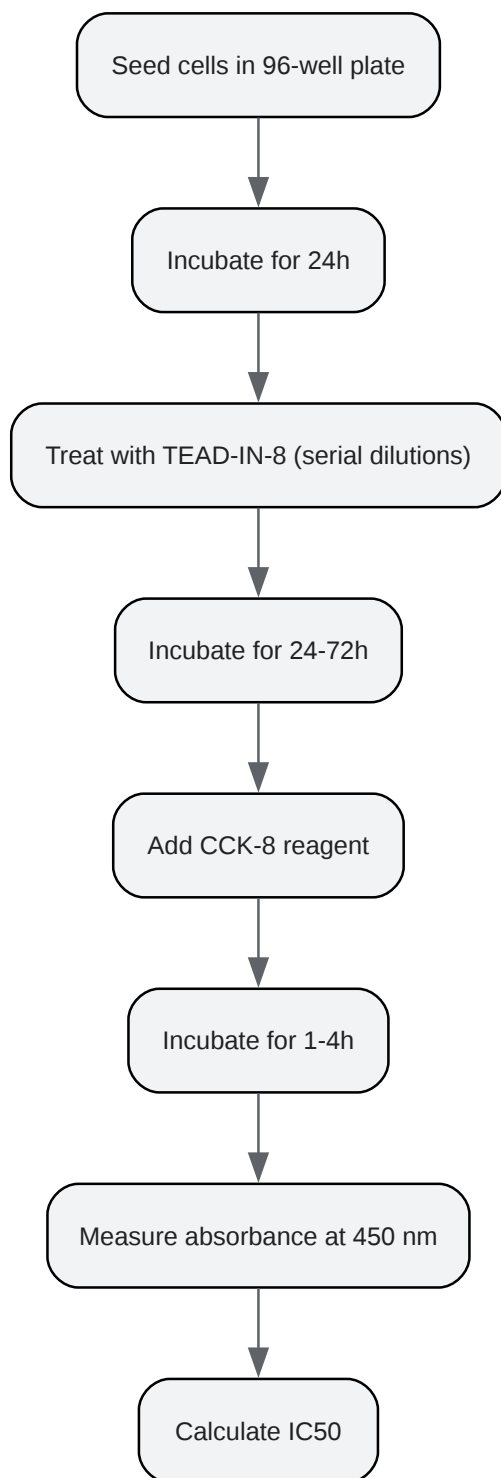 Seed cells in 96-well plate
Incubate for 24h
Treat with TEAD-IN-8 (serial dilutions)
Incubate for 24-72h
Add CCK-8 reagent
Incubate for 1-4h
Measure absorbance at 450 nm
Calculate IC50